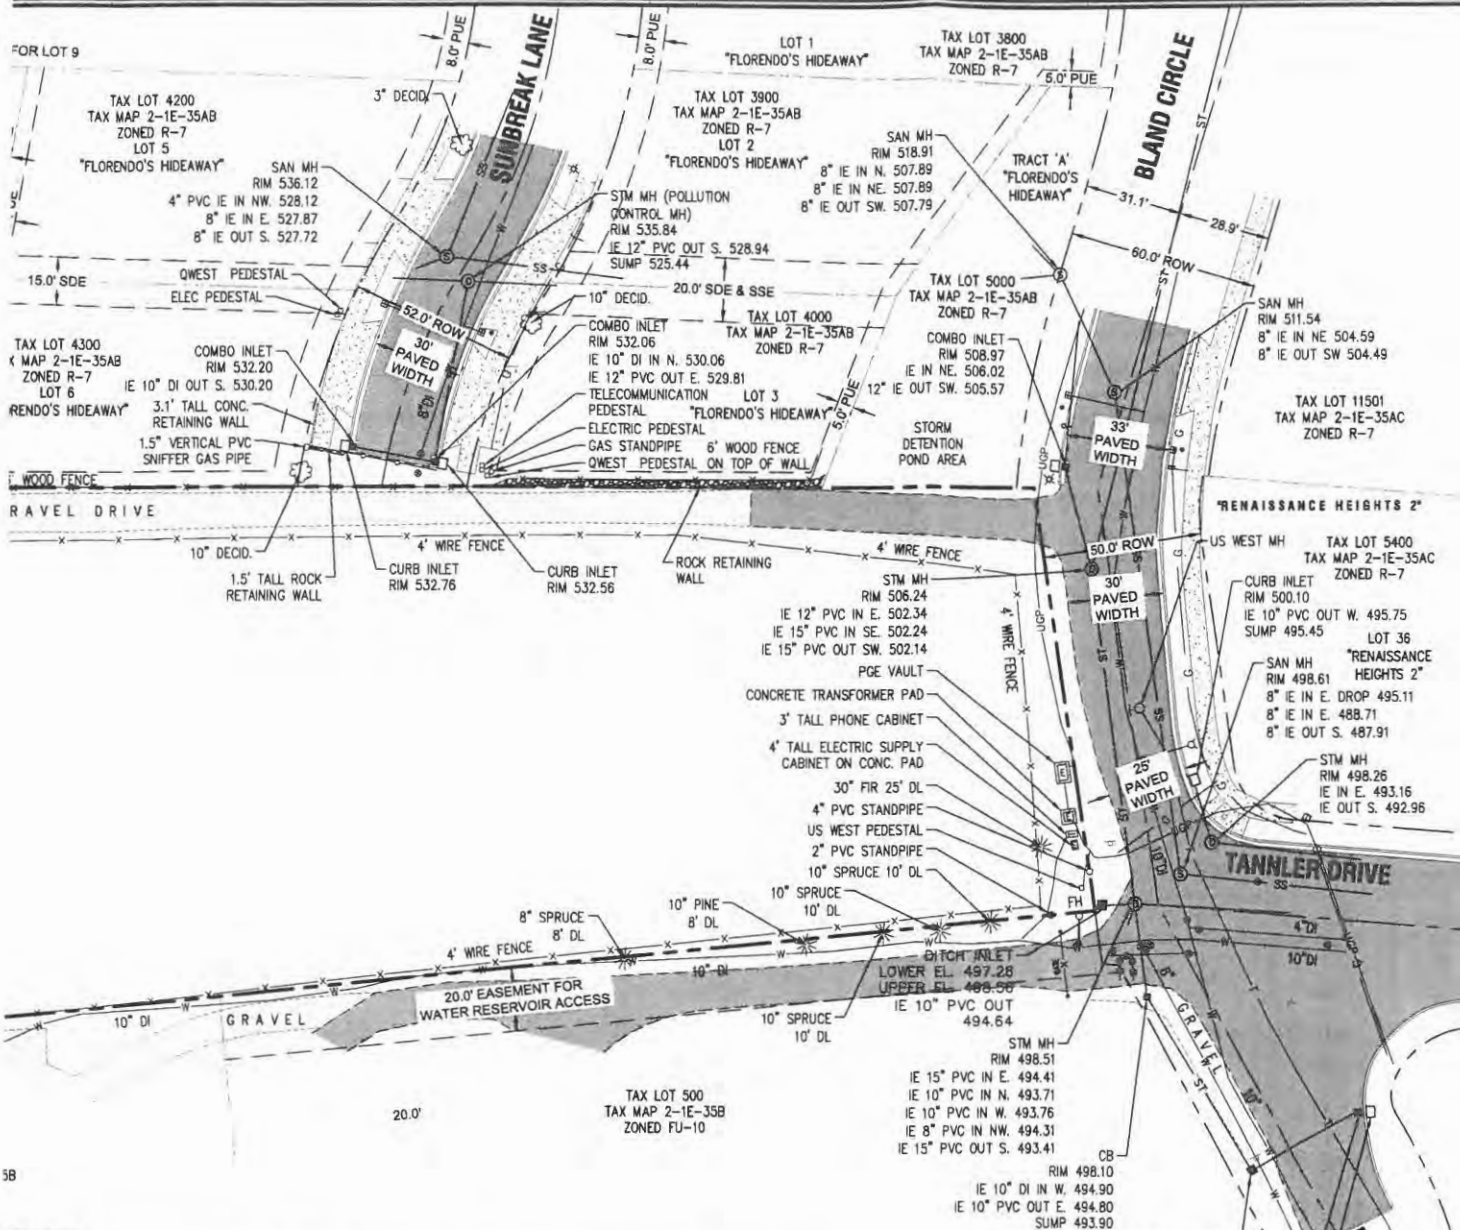 FOR LOT 9
8.0' PUE
SUNBREAK LANE
8.0' PUE
LOT 1
"FLORENDO'S HIDEAWAY"
TAX LOT 3800
TAX MAP 2-1E-35AB
ZONED R-7
5.0' PUE
BLAND CIRCLE
ST
TAX LOT 4200
TAX MAP 2-1E-35AB
ZONED R-7
LOT 5
"FLORENDO'S HIDEAWAY"
3" DECID.
TAX LOT 3900
TAX MAP 2-1E-35AB
ZONED R-7
LOT 2
"FLORENDO'S HIDEAWAY"
SAN MH
RIM 518.91
8" IE IN N. 507.89
8" IE IN NE. 507.89
8" IE OUT SW. 507.79
TRACT 'A'
"FLORENDO'S
HIDEAWAY"
31.1'
28.9'
60.0' ROW
SAN MH
RIM 536.12
4" PVC IE IN NW. 528.12
8" IE IN E. 527.87
8" IE OUT S. 527.72
STM MH (POLLUTION
CONTROL MH)
RIM 535.84
IE 12" PVC OUT S. 528.94
SUMP 525.44
SS
W
SS
15.0' SDE
QWEST PEDESTAL
ELEC PEDESTAL
20.0' SDE & SSE
10" DECID.
52.0' ROW
30'
PAVED
WIDTH
8"DI
TAX LOT 5000
TAX MAP 2-1E-35AB
ZONED R-7
ST
SAN MH
RIM 511.54
8" IE IN NE 504.59
8" IE OUT SW 504.49
TAX LOT 4300
X MAP 2-1E-35AB
ZONED R-7
LOT 6
RENDO'S HIDEAWAY"
COMBO INLET
RIM 532.20
IE 10" DI OUT S. 530.20
3.1' TALL CONC.
RETAINING WALL
1.5" VERTICAL PVC
SNIFFER GAS PIPE
COMBO INLET
RIM 532.06
IE 10" DI IN N. 530.06
IE 12" PVC OUT E. 529.81
TELECOMMUNICATION
PEDESTAL
ELECTRIC PEDESTAL
GAS STANDPIPE
QWEST PEDESTAL ON TOP OF WALL
TAX LOT 4000
TAX MAP 2-1E-35AB
ZONED R-7
LOT 3
"FLORENDO'S HIDEAWAY"
6' WOOD FENCE
5.0' PUE
COMBO INLET
RIM 508.97
IE IN NE. 506.02
12" IE OUT SW. 505.57
STORM
DETENTION
POND AREA
UGP
33'
PAVED
WIDTH
G
TAX LOT 11501
TAX MAP 2-1E-35AC
ZONED R-7
WOOD FENCE
RAVEL DRIVE
"RENAISSANCE HEIGHTS 2"
10" DECID.
1.5' TALL ROCK
RETAINING WALL
4' WIRE FENCE
CURB INLET
RIM 532.76
CURB INLET
RIM 532.56
ROCK RETAINING
WALL
4' WIRE FENCE
50.0' ROW
US WEST MH
TAX LOT 5400
TAX MAP 2-1E-35AC
ZONED R-7
STM MH
RIM 506.24
IE 12" PVC IN E. 502.34
IE 15" PVC IN SE. 502.24
IE 15" PVC OUT SW. 502.14
4' WIRE FENCE
UGP
30'
PAVED
WIDTH
ST
W
SS
G
CURB INLET
RIM 500.10
IE 10" PVC OUT W. 495.75
SUMP 495.45
LOT 36
"RENAISSANCE
HEIGHTS 2"
SAN MH
RIM 498.61
8" IE IN E. DROP 495.11
8" IE IN E. 488.71
8" IE OUT S. 487.91
PGE VAULT
CONCRETE TRANSFORMER PAD
3' TALL PHONE CABINET
4' TALL ELECTRIC SUPPLY
CABINET ON CONC. PAD
30" FIR 25' DL
4" PVC STANDPIPE
US WEST PEDESTAL
2" PVC STANDPIPE
10" SPRUCE 10' DL
25'
PAVED
WIDTH
STM MH
RIM 498.26
IE IN E. 493.16
IE OUT S. 492.96
10"DI
TANNLER DRIVE
SS
FH
8" SPRUCE
8' DL
10" PINE
8' DL
10" SPRUCE
10' DL
4' WIRE FENCE
10" DI
10" DI
GRAVEL
20.0' EASEMENT FOR
WATER RESERVOIR ACCESS
10" SPRUCE
10' DL
DITCH INLET
LOWER EL. 497.28
UPPER EL. 498.56
IE 10" PVC OUT
494.64
4"DI
10"DI
UGP
GRAVEL
ST
10"
STM MH
RIM 498.51
IE 15" PVC IN E. 494.41
IE 10" PVC IN N. 493.71
IE 10" PVC IN W. 493.76
IE 8" PVC IN NW. 494.31
IE 15" PVC OUT S. 493.41
TAX LOT 500
TAX MAP 2-1E-35B
ZONED FU-10
20.0'
CB
RIM 498.10
IE 10" DI IN W. 494.90
IE 10" PVC OUT E. 494.80
SUMP 493.90